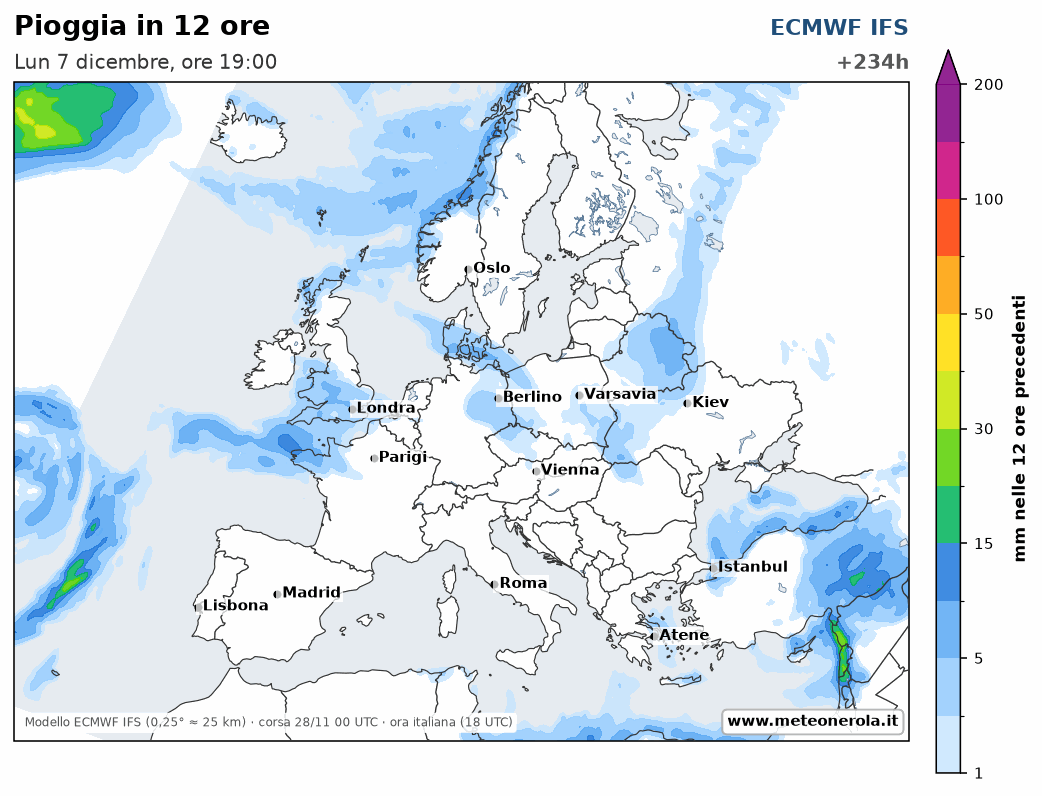 Pioggia in 12 ore
ECMWF IFS
Lun 7 dicembre, ore 19:00
+234h
200
100
50
30
15
5
1
mm nelle 12 ore precedenti
Oslo
Londra
Berlino
Varsavia
Kiev
Parigi
Vienna
Istanbul
Roma
Madrid
Lisbona
Atene
Modello ECMWF IFS (0,25° ≈ 25 km) · corsa 28/11 00 UTC · ora italiana (18 UTC)
www.meteonerola.it